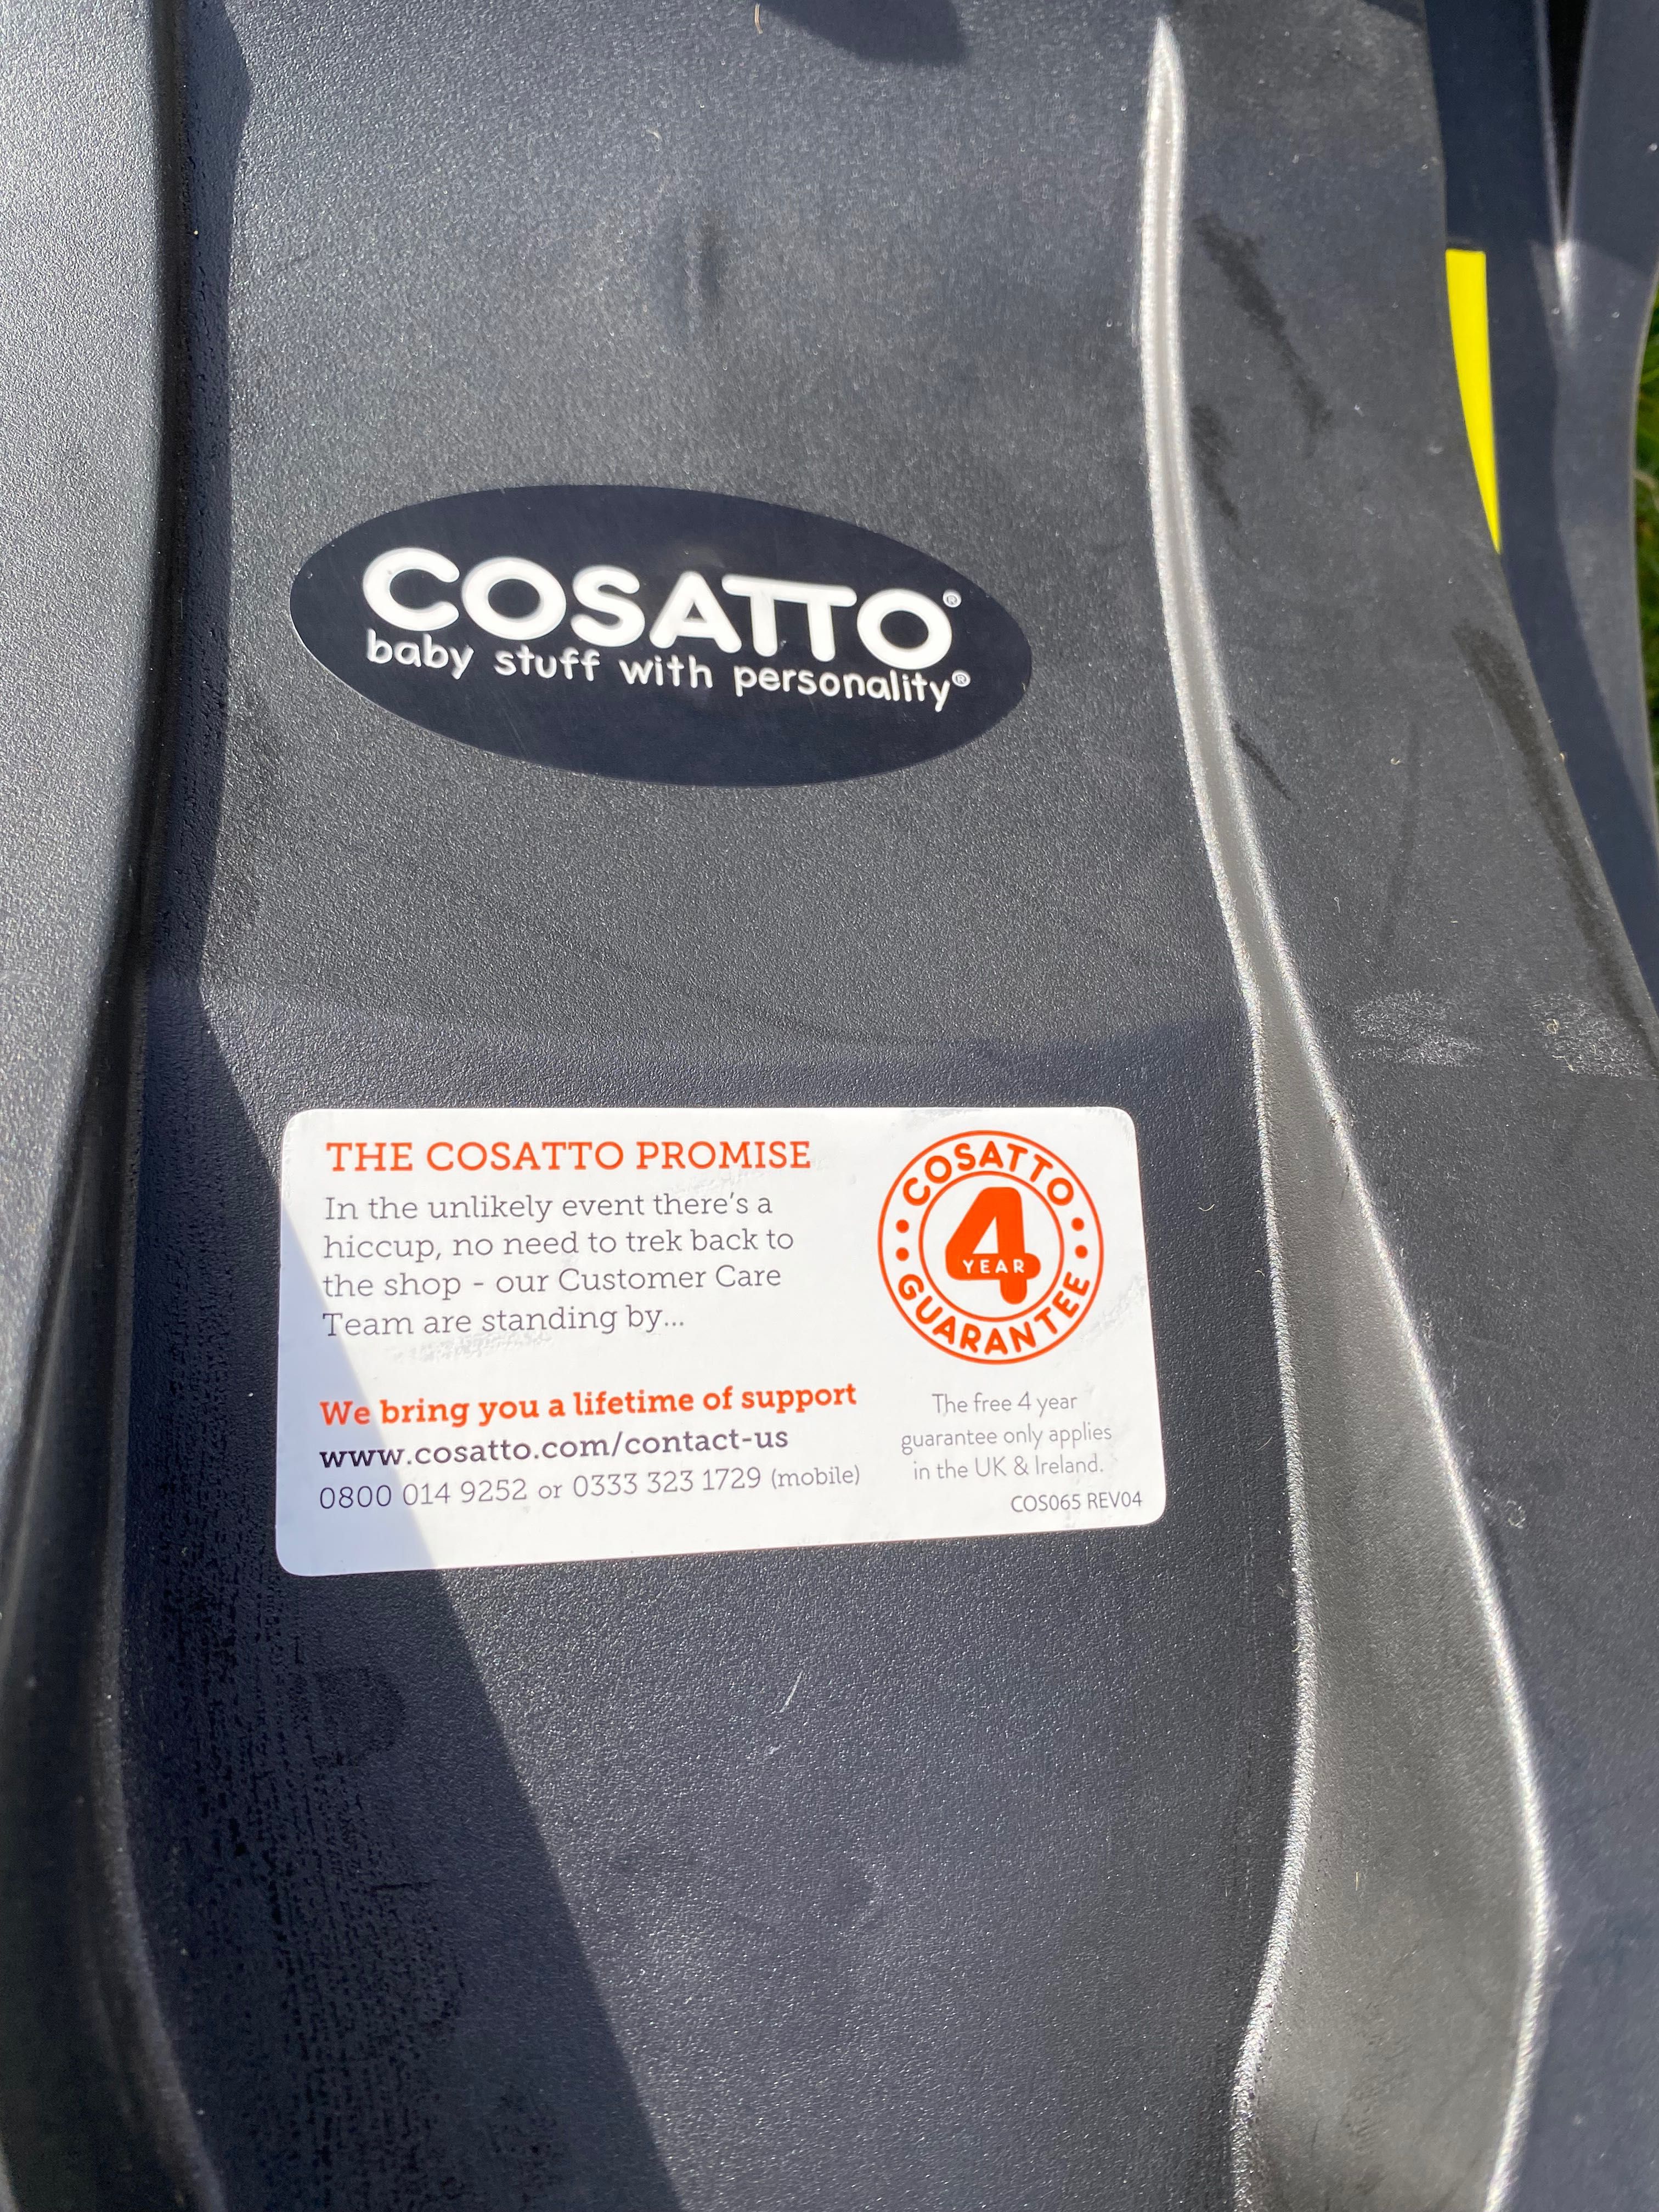 COSATTO®
baby stuff with personality®
THE COSATTO PROMISE
In the unlikely event there's a
hiccup, no need to trek back to
the shop - our Customer Care
Team are standing by...
We bring you a lifetime of support
www.cosatto.com/contact-us
0800 014 9252 or 0333 323 1729 (mobile)
COSATTO
4
YEAR
GUARANTEE
The free 4 year
guarantee only applies
in the UK & Ireland.
COS065 REV04